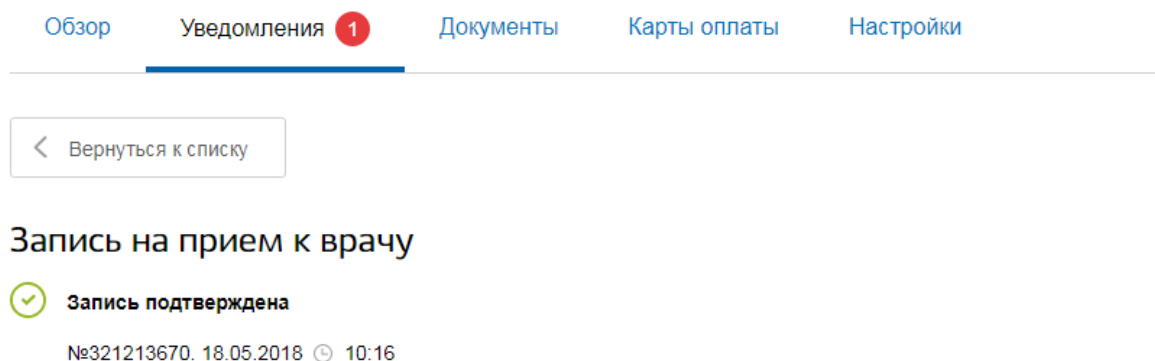 Обзор Уведомления 1 Документы Карты оплаты Настройки
Вернуться к списку
Запись на прием к врачу
Запись подтверждена
№321213670. 18.05.2018 10:16